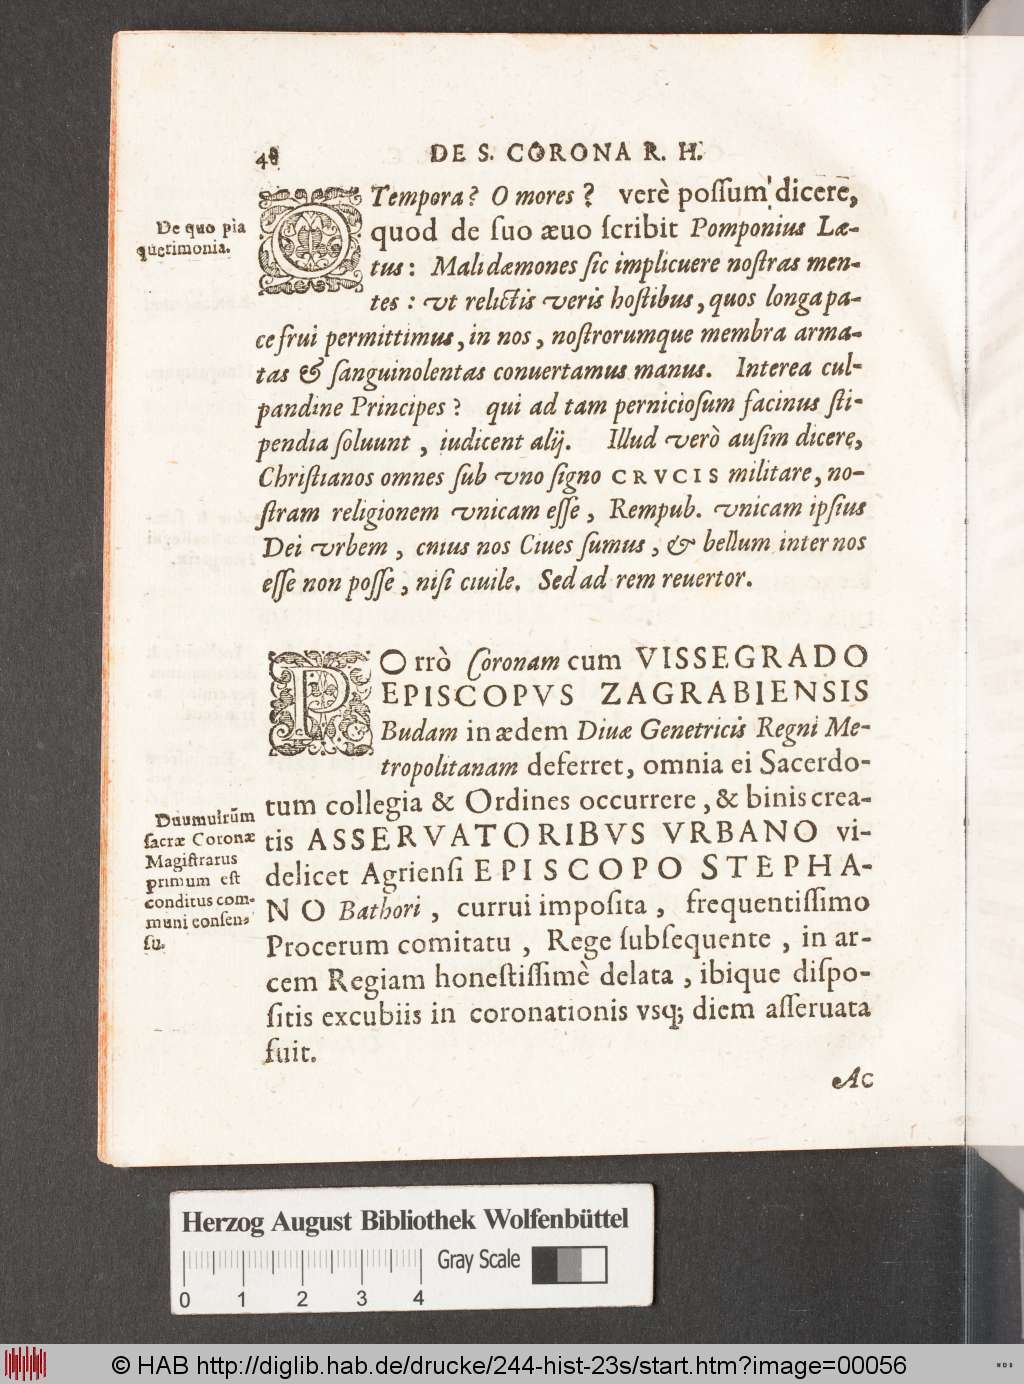 48 DE S. CORONA R. H.
O Tempora? O mores? verè poſſum dicere,
De quo pia
querimonia.
quod de ſuo æuo ſcribit Pomponius Læ-
tus: Mali dæmones ſic implicuere noſtras men-
tes: vt relictis veris hoſtibus, quos longa pa-
ce frui permittimus, in nos, noſtrorumque membra arma-
tas & ſanguinolentas conuertamus manus. Interea cul-
pandine Principes? qui ad tam pernicioſum facinus ſti-
pendia ſoluunt, iudicent alij. Illud verò auſim dicere,
Chriſtianos omnes ſub vno ſigno CRVCIS militare, no-
ſtram religionem vnicam eſſe, Rempub. vnicam ipſius
Dei vrbem, cuius nos Ciues ſumus, & bellum inter nos
eſſe non poſſe, niſi ciuile. Sed ad rem reuertor.
POrrò Coronam cum VISSEGRADO
EPISCOPVS ZAGRABIENSIS
Budam in ædem Diuæ Genetricis Regni Me-
tropolitanam deferret, omnia ei Sacerdo-
tum collegia & Ordines occurrere, & binis crea-
Duumuirûm
ſacræ Coronæ
Magiſtratus
primum eſt
conditus com-
muni conſen-
ſu.
tis ASSERVATORIBVS VRBANO vi-
delicet Agrienſi EPISCOPO STEPHA-
NO Bathori, currui impoſita, frequentiſſimo
Procerum comitatu, Rege ſubſequente, in ar-
cem Regiam honeſtiſſimè delata, ibique diſpo-
ſitis excubiis in coronationis vsq; diem aſſeruata
fuit.
Ac
Herzog August Bibliothek Wolfenbüttel
Gray Scale
0 1 2 3 4
© HAB http://diglib.hab.de/drucke/244-hist-23s/start.htm?image=00056